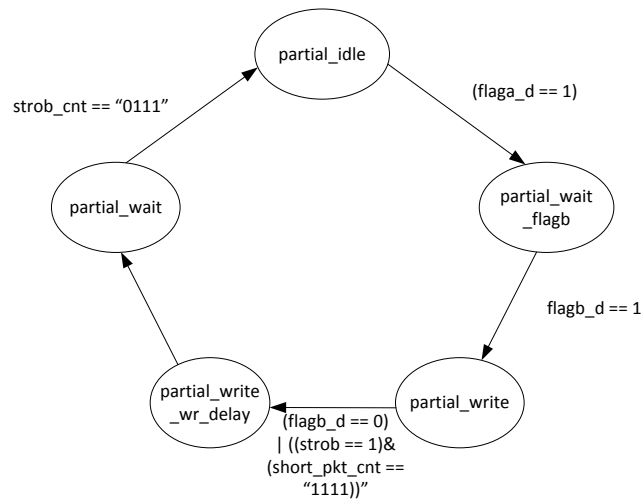 partial_idle
strob_cnt == “0111”
(flaga_d == 1)
partial_wait
partial_wait
_flagb
flagb_d == 1
partial_write
_wr_delay
partial_write
(flagb_d == 0)
| ((strob == 1)&
(short_pkt_cnt ==
“1111))”